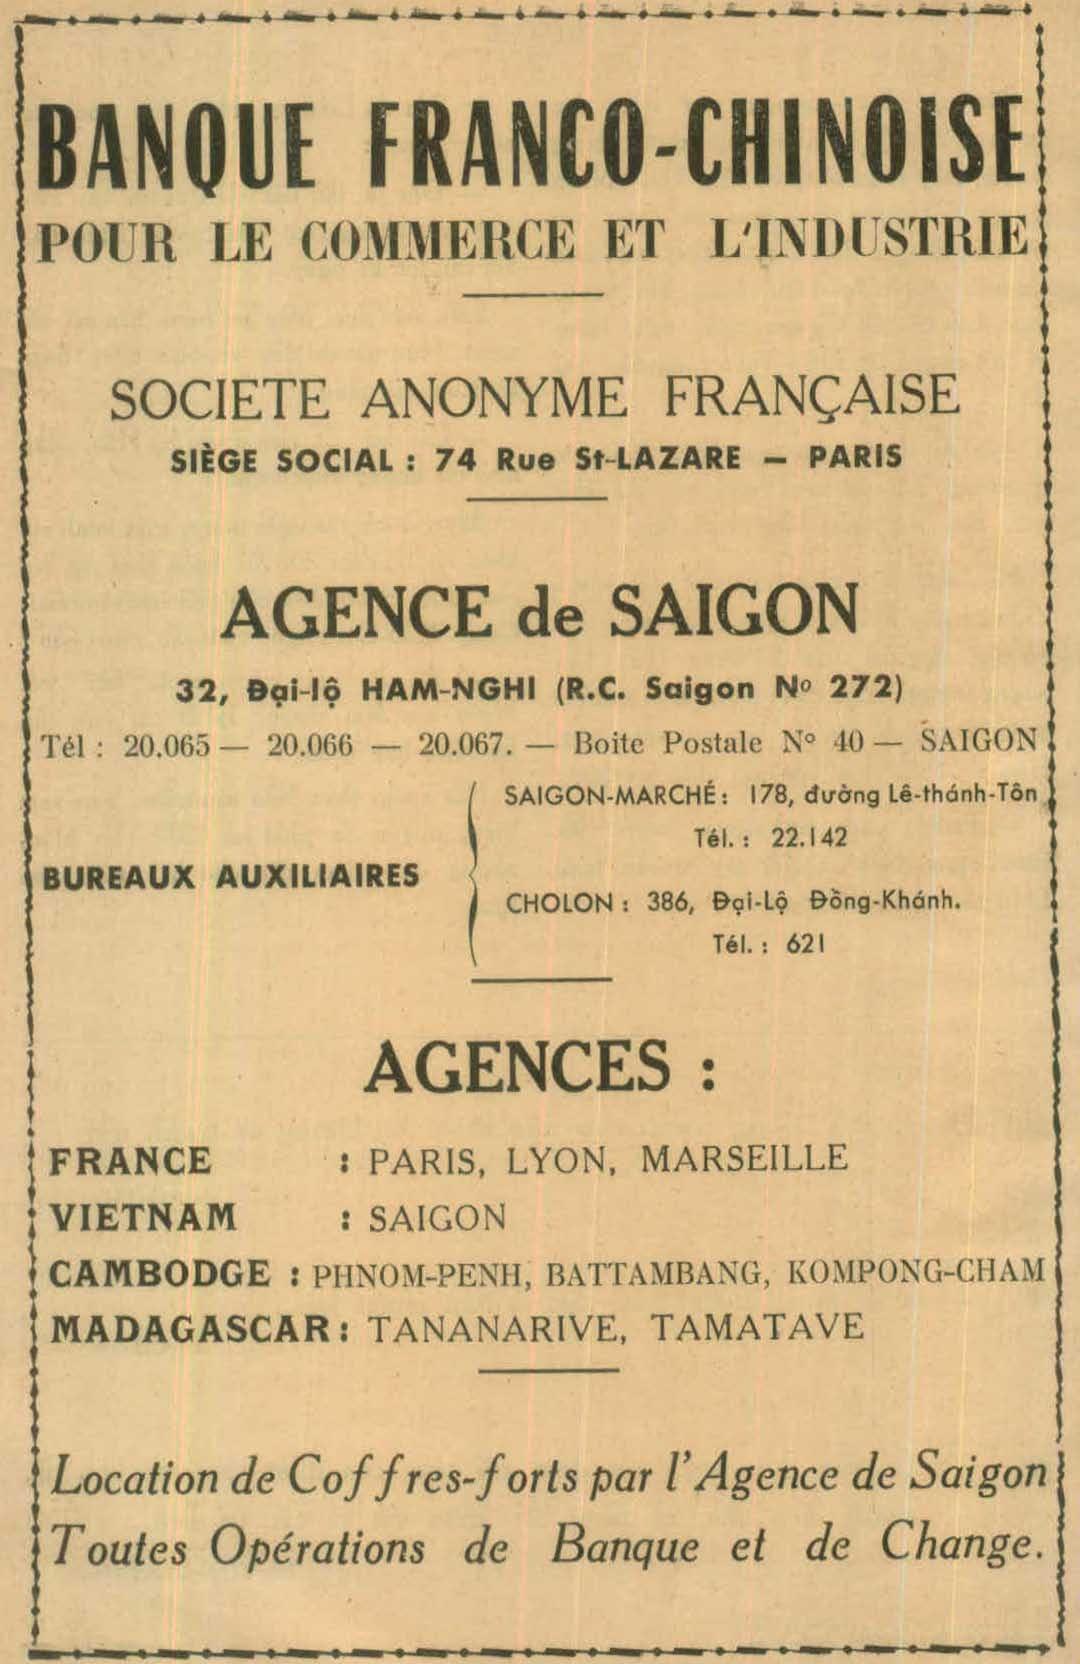 BANQUE FRANCO-CHINOISE
POUR LE COMMERCE ET L'INDUSTRIE
SOCIETE ANONYME FRANÇAISE
SIÈGE SOCIAL : 74 Rue St-LAZARE — PARIS
AGENCE de SAIGON
32, Đại-lộ HAM-NGHI (R.C. Saigon Nº 272)
Tél : 20.065 — 20.066 — 20.067. — Boite Postale N° 40 — SAIGON
BUREAUX AUXILIAIRES
SAIGON-MARCHÉ : 178, đường Lê-thánh-Tôn
Tél. : 22.142
CHOLON : 386, Đại-Lộ Đồng-Khánh.
Tél. : 621
AGENCES :
FRANCE : PARIS, LYON, MARSEILLE
VIETNAM : SAIGON
CAMBODGE : PHNOM-PENH, BATTAMBANG, KOMPONG-CHAM
MADAGASCAR : TANANARIVE, TAMATAVE
Location de Coffres-forts par l'Agence de Saigon
Toutes Opérations de Banque et de Change.